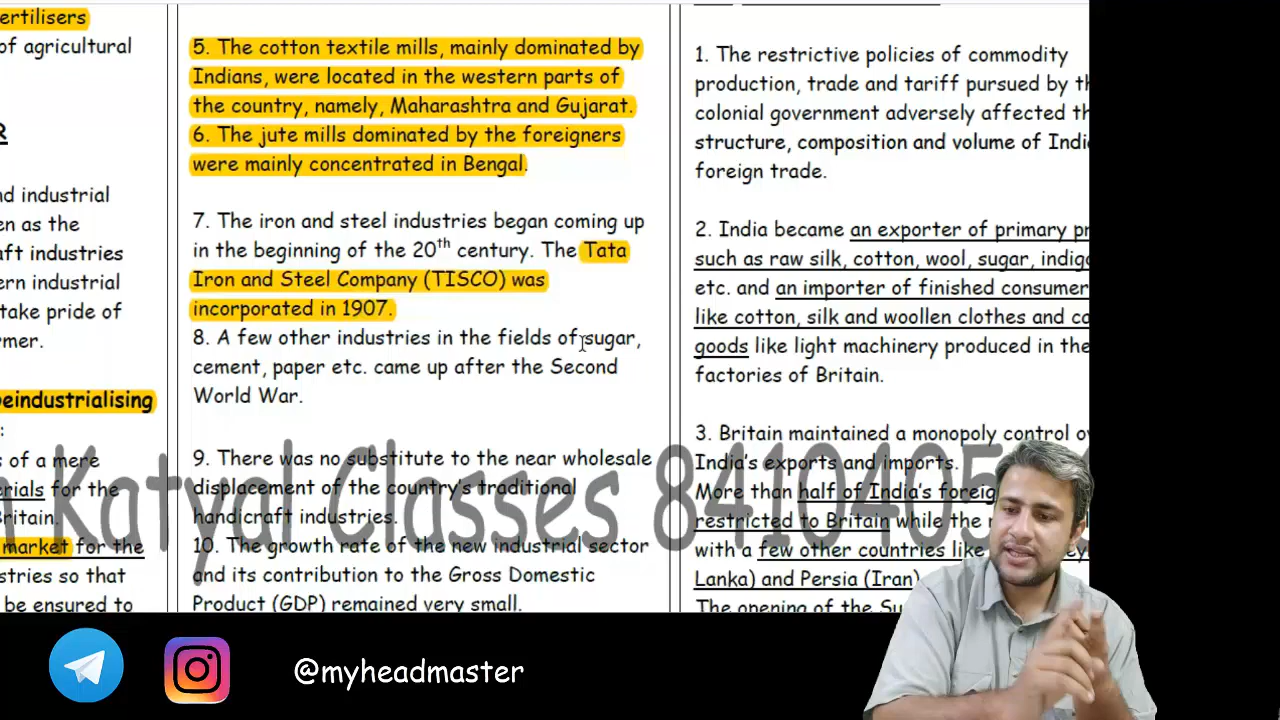 ertilisers
of agricultural
nd industrial
en as the
aft industries
ern industrial
take pride of
rmer.
eindustrialising
:
s of a mere
erials for the
ritain.
market for the
stries so that
be ensured to
5. The cotton textile mills, mainly dominated by
Indians, were located in the western parts of
the country, namely, Maharashtra and Gujarat.
6. The jute mills dominated by the foreigners
were mainly concentrated in Bengal.
7. The iron and steel industries began coming up
in the beginning of the 20th century. The Tata
Iron and Steel Company (TISCO) was
incorporated in 1907.
8. A few other industries in the fields of sugar,
cement, paper etc. came up after the Second
World War.
9. There was no substitute to the near wholesale
displacement of the country's traditional
handicraft industries.
10. The growth rate of the new industrial sector
and its contribution to the Gross Domestic
Product (GDP) remained very small.
1. The restrictive policies of commodity
production, trade and tariff pursued by th
colonial government adversely affected th
structure, composition and volume of Indi
foreign trade.
2. India became an exporter of primary pr
such as raw silk, cotton, wool, sugar, indigo
etc. and an importer of finished consumer
like cotton, silk and woollen clothes and ca
goods like light machinery produced in the
factories of Britain.
3. Britain maintained a monopoly control ov
India's exports and imports.
More than half of India's foreig
restricted to Britain while the
with a few other countries like
Lanka) and Persia (Iran)
The opening of the Su
Katyal Classes 8410405
@myheadmaster